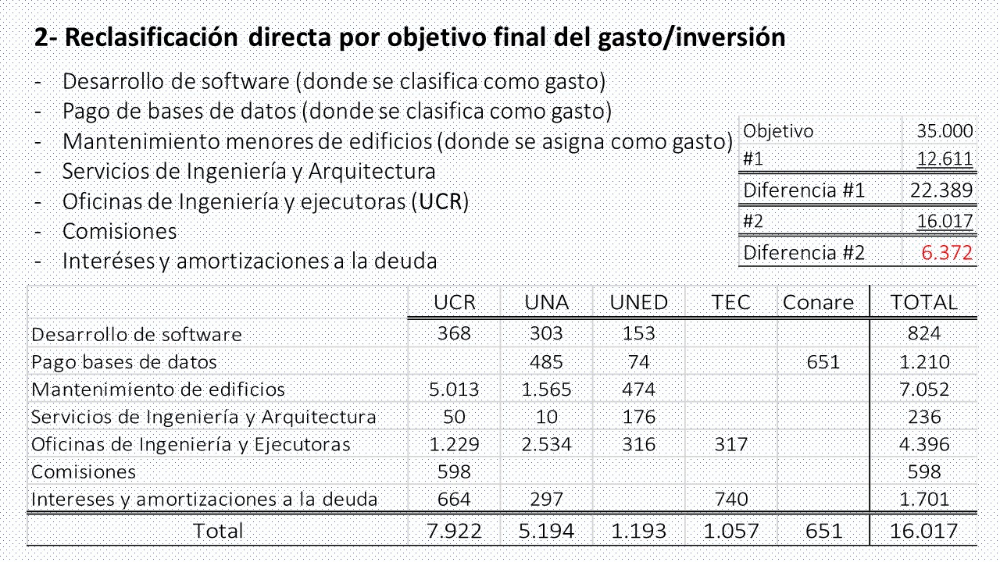 2- Reclasificación directa por objetivo final del gasto/inversión
- Desarrollo de software (donde se clasifica como gasto)
- Pago de bases de datos (donde se clasifica como gasto)
- Mantenimiento menores de edificios (donde se asigna como gasto)
- Servicios de Ingeniería y Arquitectura
- Oficinas de Ingeniería y ejecutoras (UCR)
- Comisiones
- Interéses y amortizaciones a la deuda
Objetivo 35.000
#1 12.611
Diferencia #1 22.389
#2 16.017
Diferencia #2 6.372
UCR UNA UNED TEC Conare TOTAL
Desarrollo de software 368 303 153 824
Pago bases de datos 485 74 651 1.210
Mantenimiento de edificios 5.013 1.565 474 7.052
Servicios de Ingeniería y Arquitectura 50 10 176 236
Oficinas de Ingeniería y Ejecutoras 1.229 2.534 316 317 4.396
Comisiones 598 598
Intereses y amortizaciones a la deuda 664 297 740 1.701
Total 7.922 5.194 1.193 1.057 651 16.017